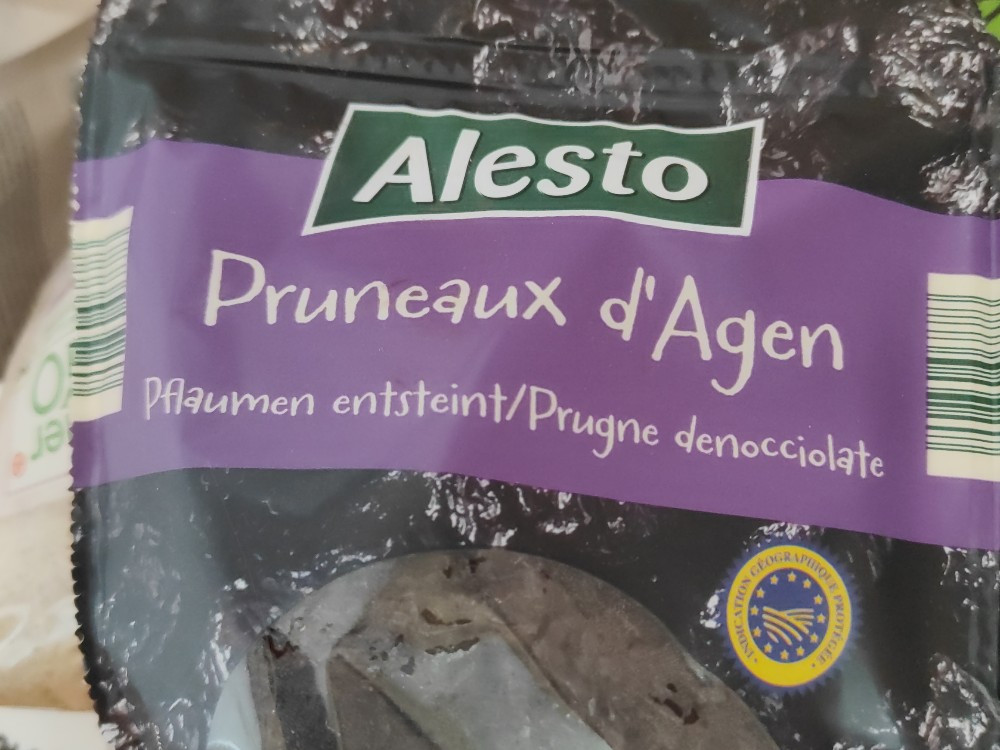 Alesto
Pruneaux d'Agen
Pflaumen entsteint/Prugne denocciolate
INDICATION GÉOGRAPHIQUE PROTÉGÉE